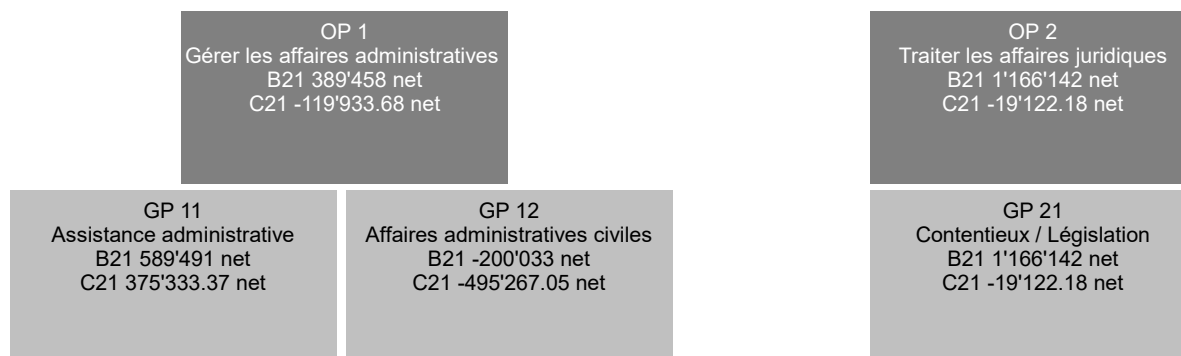 OP 1
Gérer les affaires administratives
B21 389'458 net
C21 -119'933.68 net
OP 2
Traiter les affaires juridiques
B21 1'166'142 net
C21 -19'122.18 net
GP 11
Assistance administrative
B21 589'491 net
C21 375'333.37 net
GP 12
Affaires administratives civiles
B21 -200'033 net
C21 -495'267.05 net
GP 21
Contentieux / Législation
B21 1'166'142 net
C21 -19'122.18 net